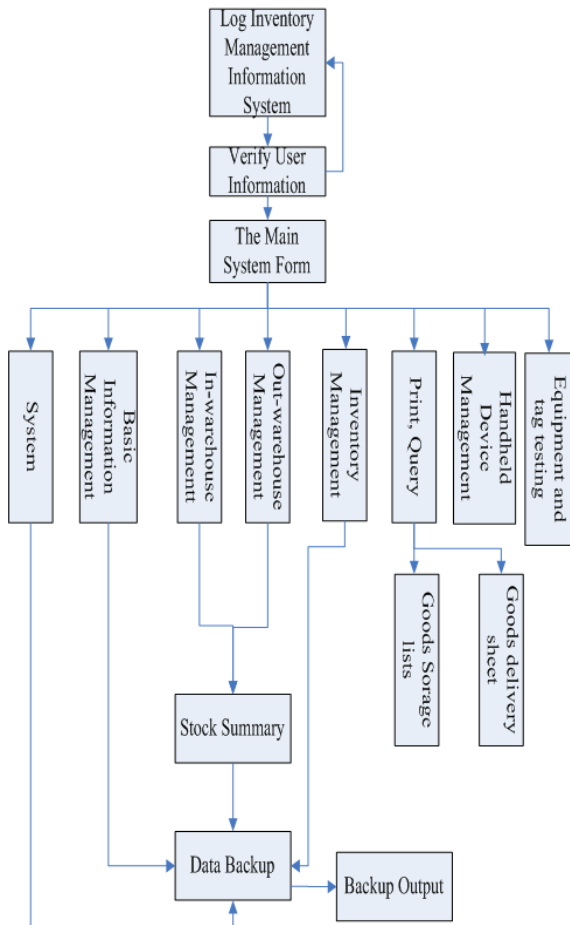 Log Inventory
Management
Information
System
Verify User
Information
The Main
System Form
System
Basic
Information
Management
In-warehouse
Managementt
Out-warehouse
Management
Inventory
Management
Print, Query
Handheld
Device
Management
Equipment and
tag testing
Goods Sorage
lists
Goods delivery
sheet
Stock Summary
Data Backup
Backup Output